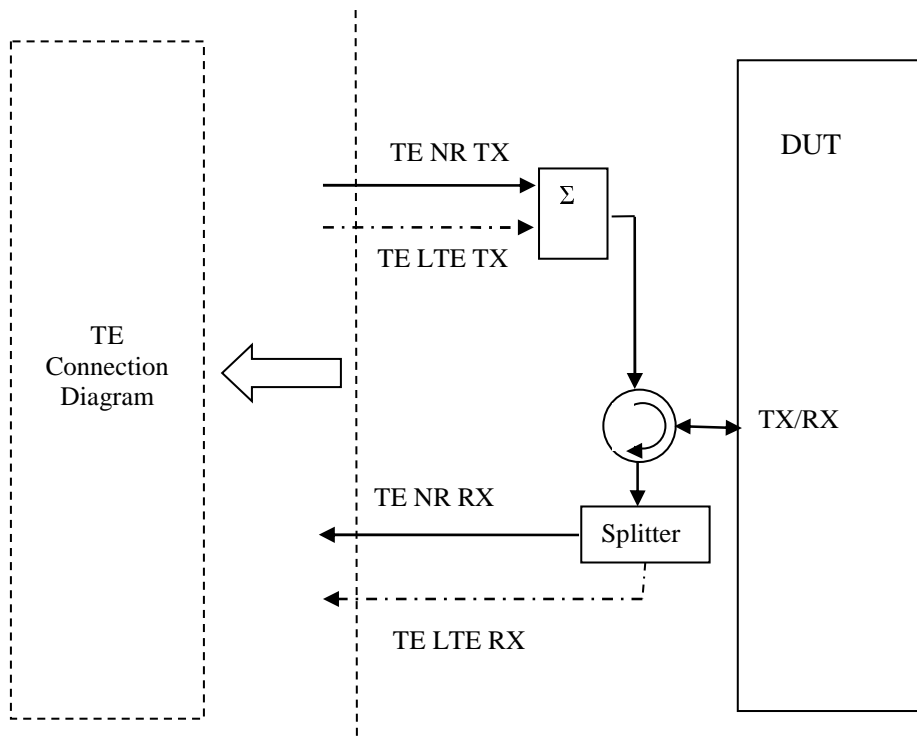 TE NR TX
Σ
DUT
TE LTE TX
TE
Connection
Diagram
TX/RX
TE NR RX
Splitter
TE LTE RX